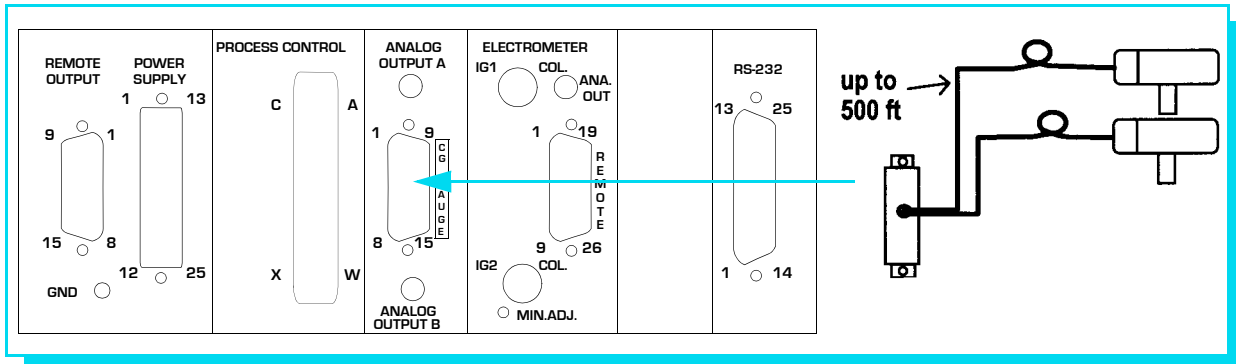 REMOTE
OUTPUT
POWER
SUPPLY
1
13
9
1
15
8
12
25
GND
PROCESS CONTROL
C
A
X
W
ANALOG
OUTPUT A
1
9
CG
AUGE
8
15
ANALOG
OUTPUT B
ELECTROMETER
IG1
COL.
ANA.
OUT
1
19
REMOTE
9
26
IG2
COL.
MIN.ADJ.
RS-232
13
25
1
14
up to
500 ft